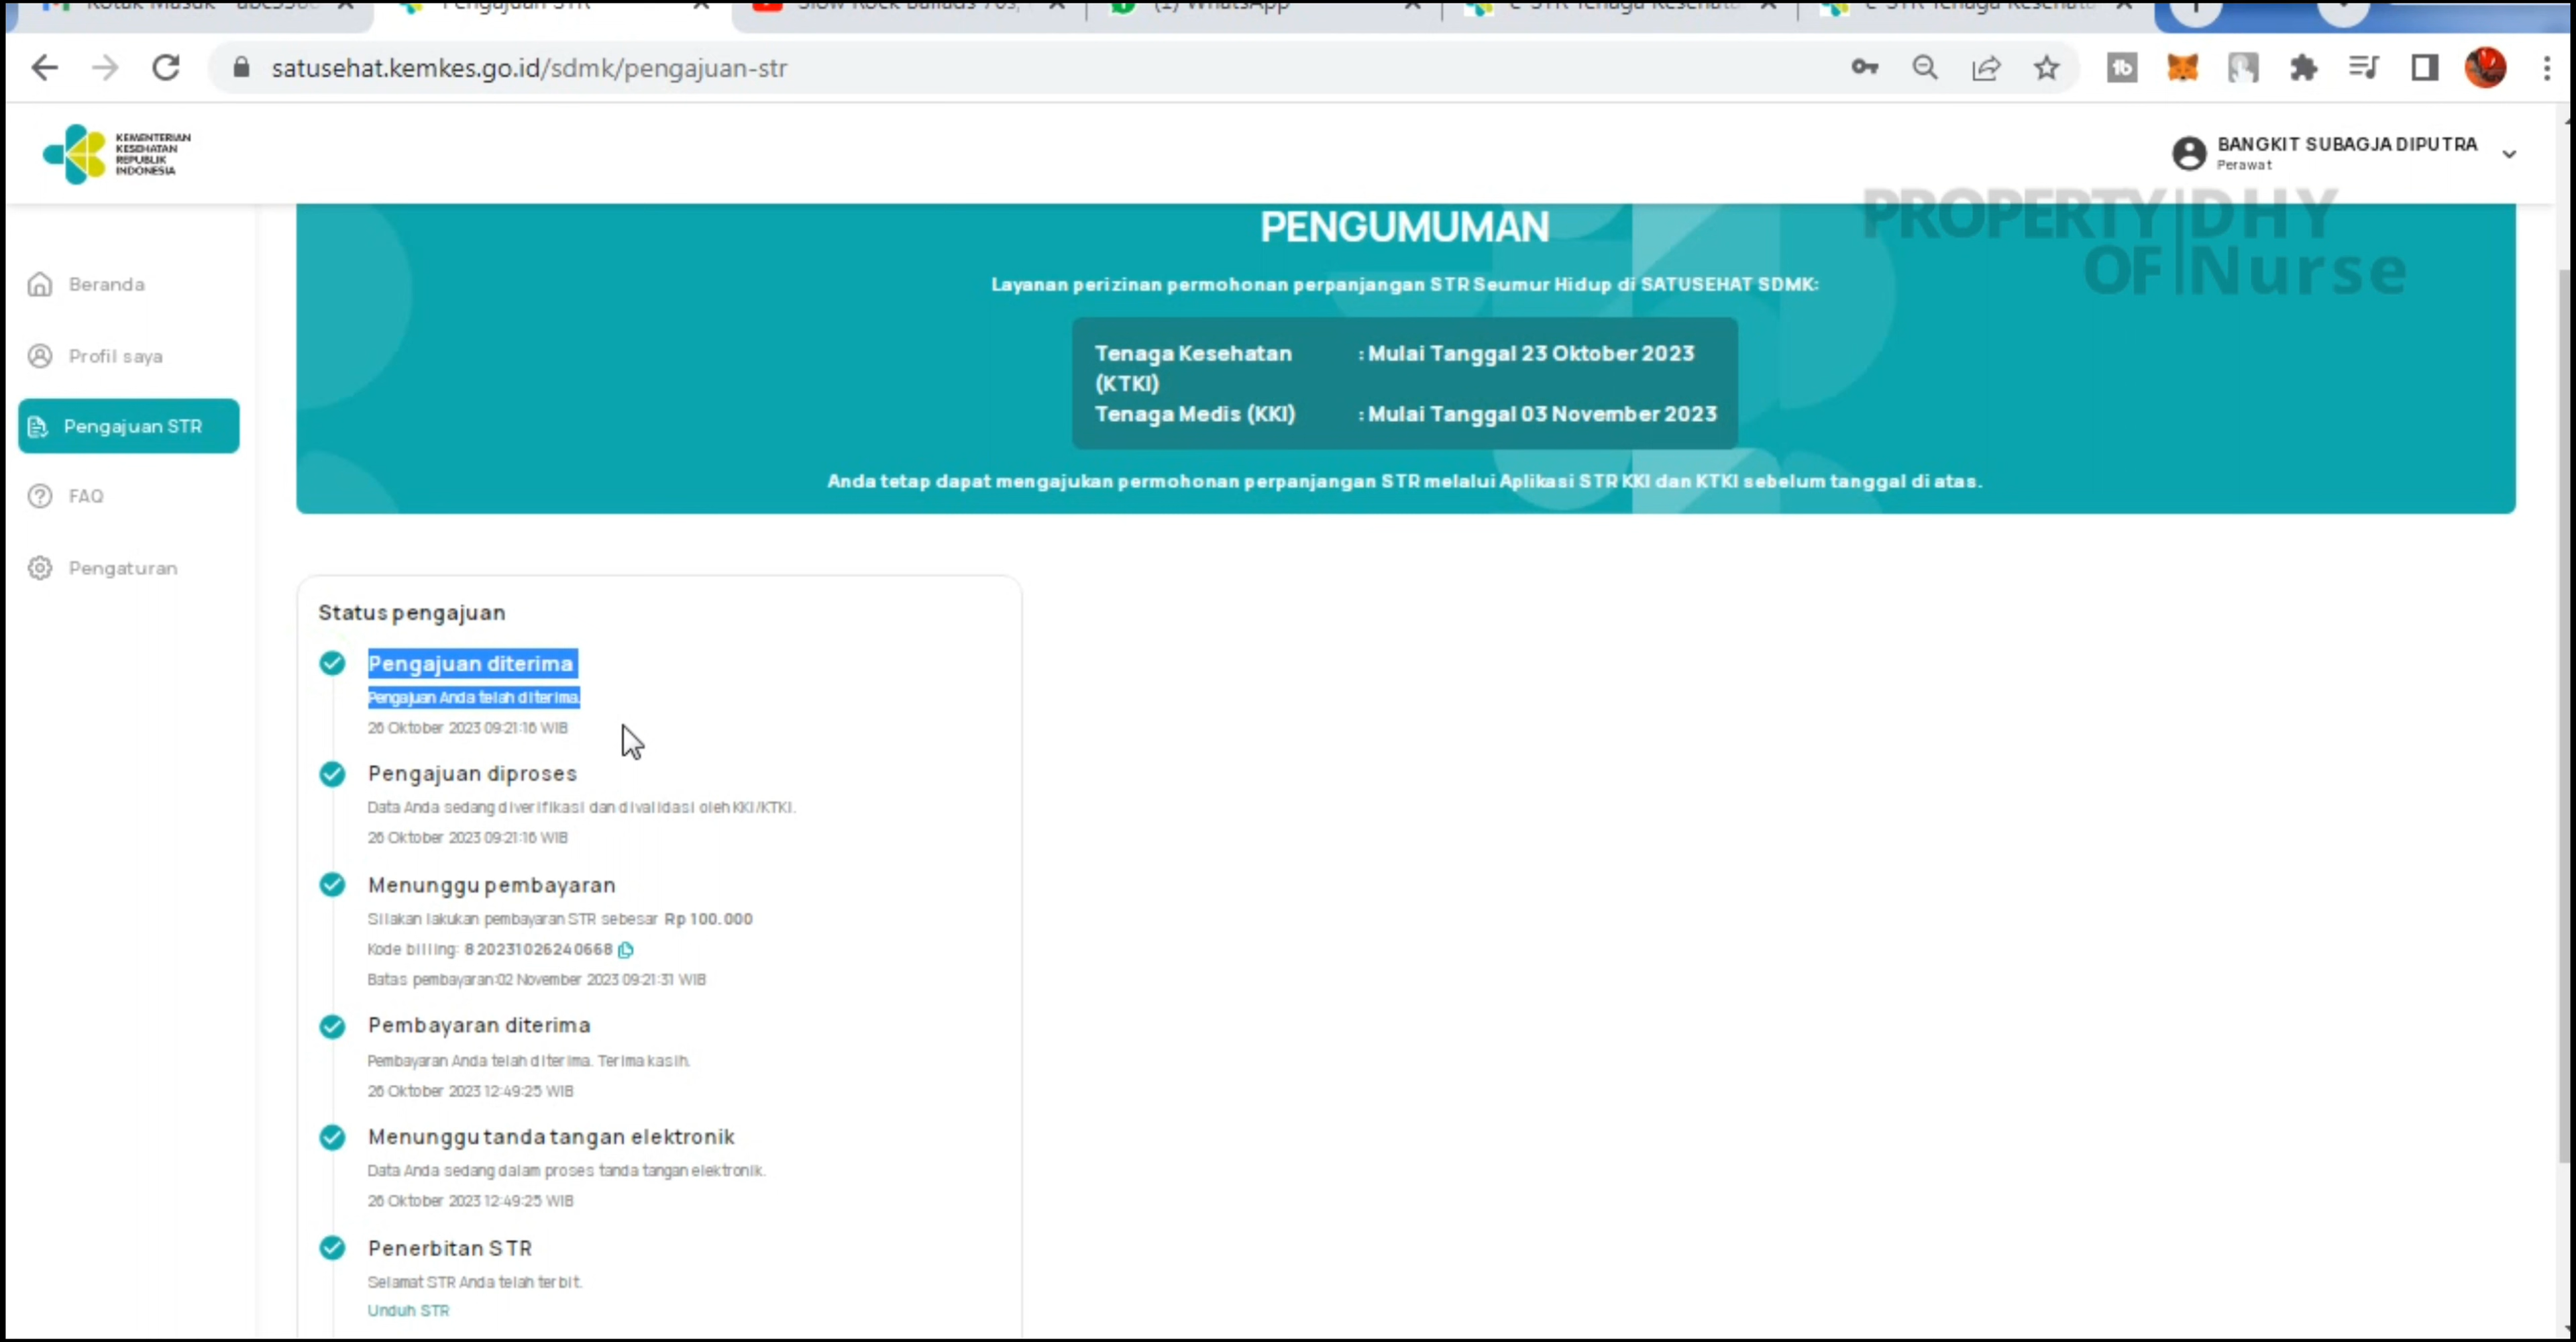 Pengajuan STR
(1) WhatsApp
satusehat.kemkes.go.id/sdmk/pengajuan-str
KEMENTERIAN
KESEHATAN
REPUBLIK
INDONESIA
BANGKIT SUBAGJA DIPUTRA
Perawat
PROPERTY OF
DHY Nurse
PENGUMUMAN
Layanan perizinan permohonan perpanjangan STR Seumur Hidup di SATUSEHAT SDMK:
Tenaga Kesehatan (KTKI) : Mulai Tanggal 23 Oktober 2023
Tenaga Medis (KKI) : Mulai Tanggal 03 November 2023
Anda tetap dapat mengajukan permohonan perpanjangan STR melalui Aplikasi STR KKI dan KTKI sebelum tanggal di atas.
Beranda
Profil saya
Pengajuan STR
FAQ
Pengaturan
Status pengajuan
Pengajuan diterima
Pengajuan Anda telah diterima.
26 Oktober 2023 09:21:16 WIB
Pengajuan diproses
Data Anda sedang diverifikasi dan divalidasi oleh KKI/KTKI.
26 Oktober 2023 09:21:16 WIB
Menunggu pembayaran
Silakan lakukan pembayaran STR sebesar Rp 100.000
Kode billing: 820231026240668
Batas pembayaran:02 November 2023 09:21:31 WIB
Pembayaran diterima
Pembayaran Anda telah diterima. Terima kasih.
26 Oktober 2023 12:49:25 WIB
Menunggu tanda tangan elektronik
Data Anda sedang dalam proses tanda tangan elektronik.
26 Oktober 2023 12:49:25 WIB
Penerbitan STR
Selamat STR Anda telah terbit.
Unduh STR